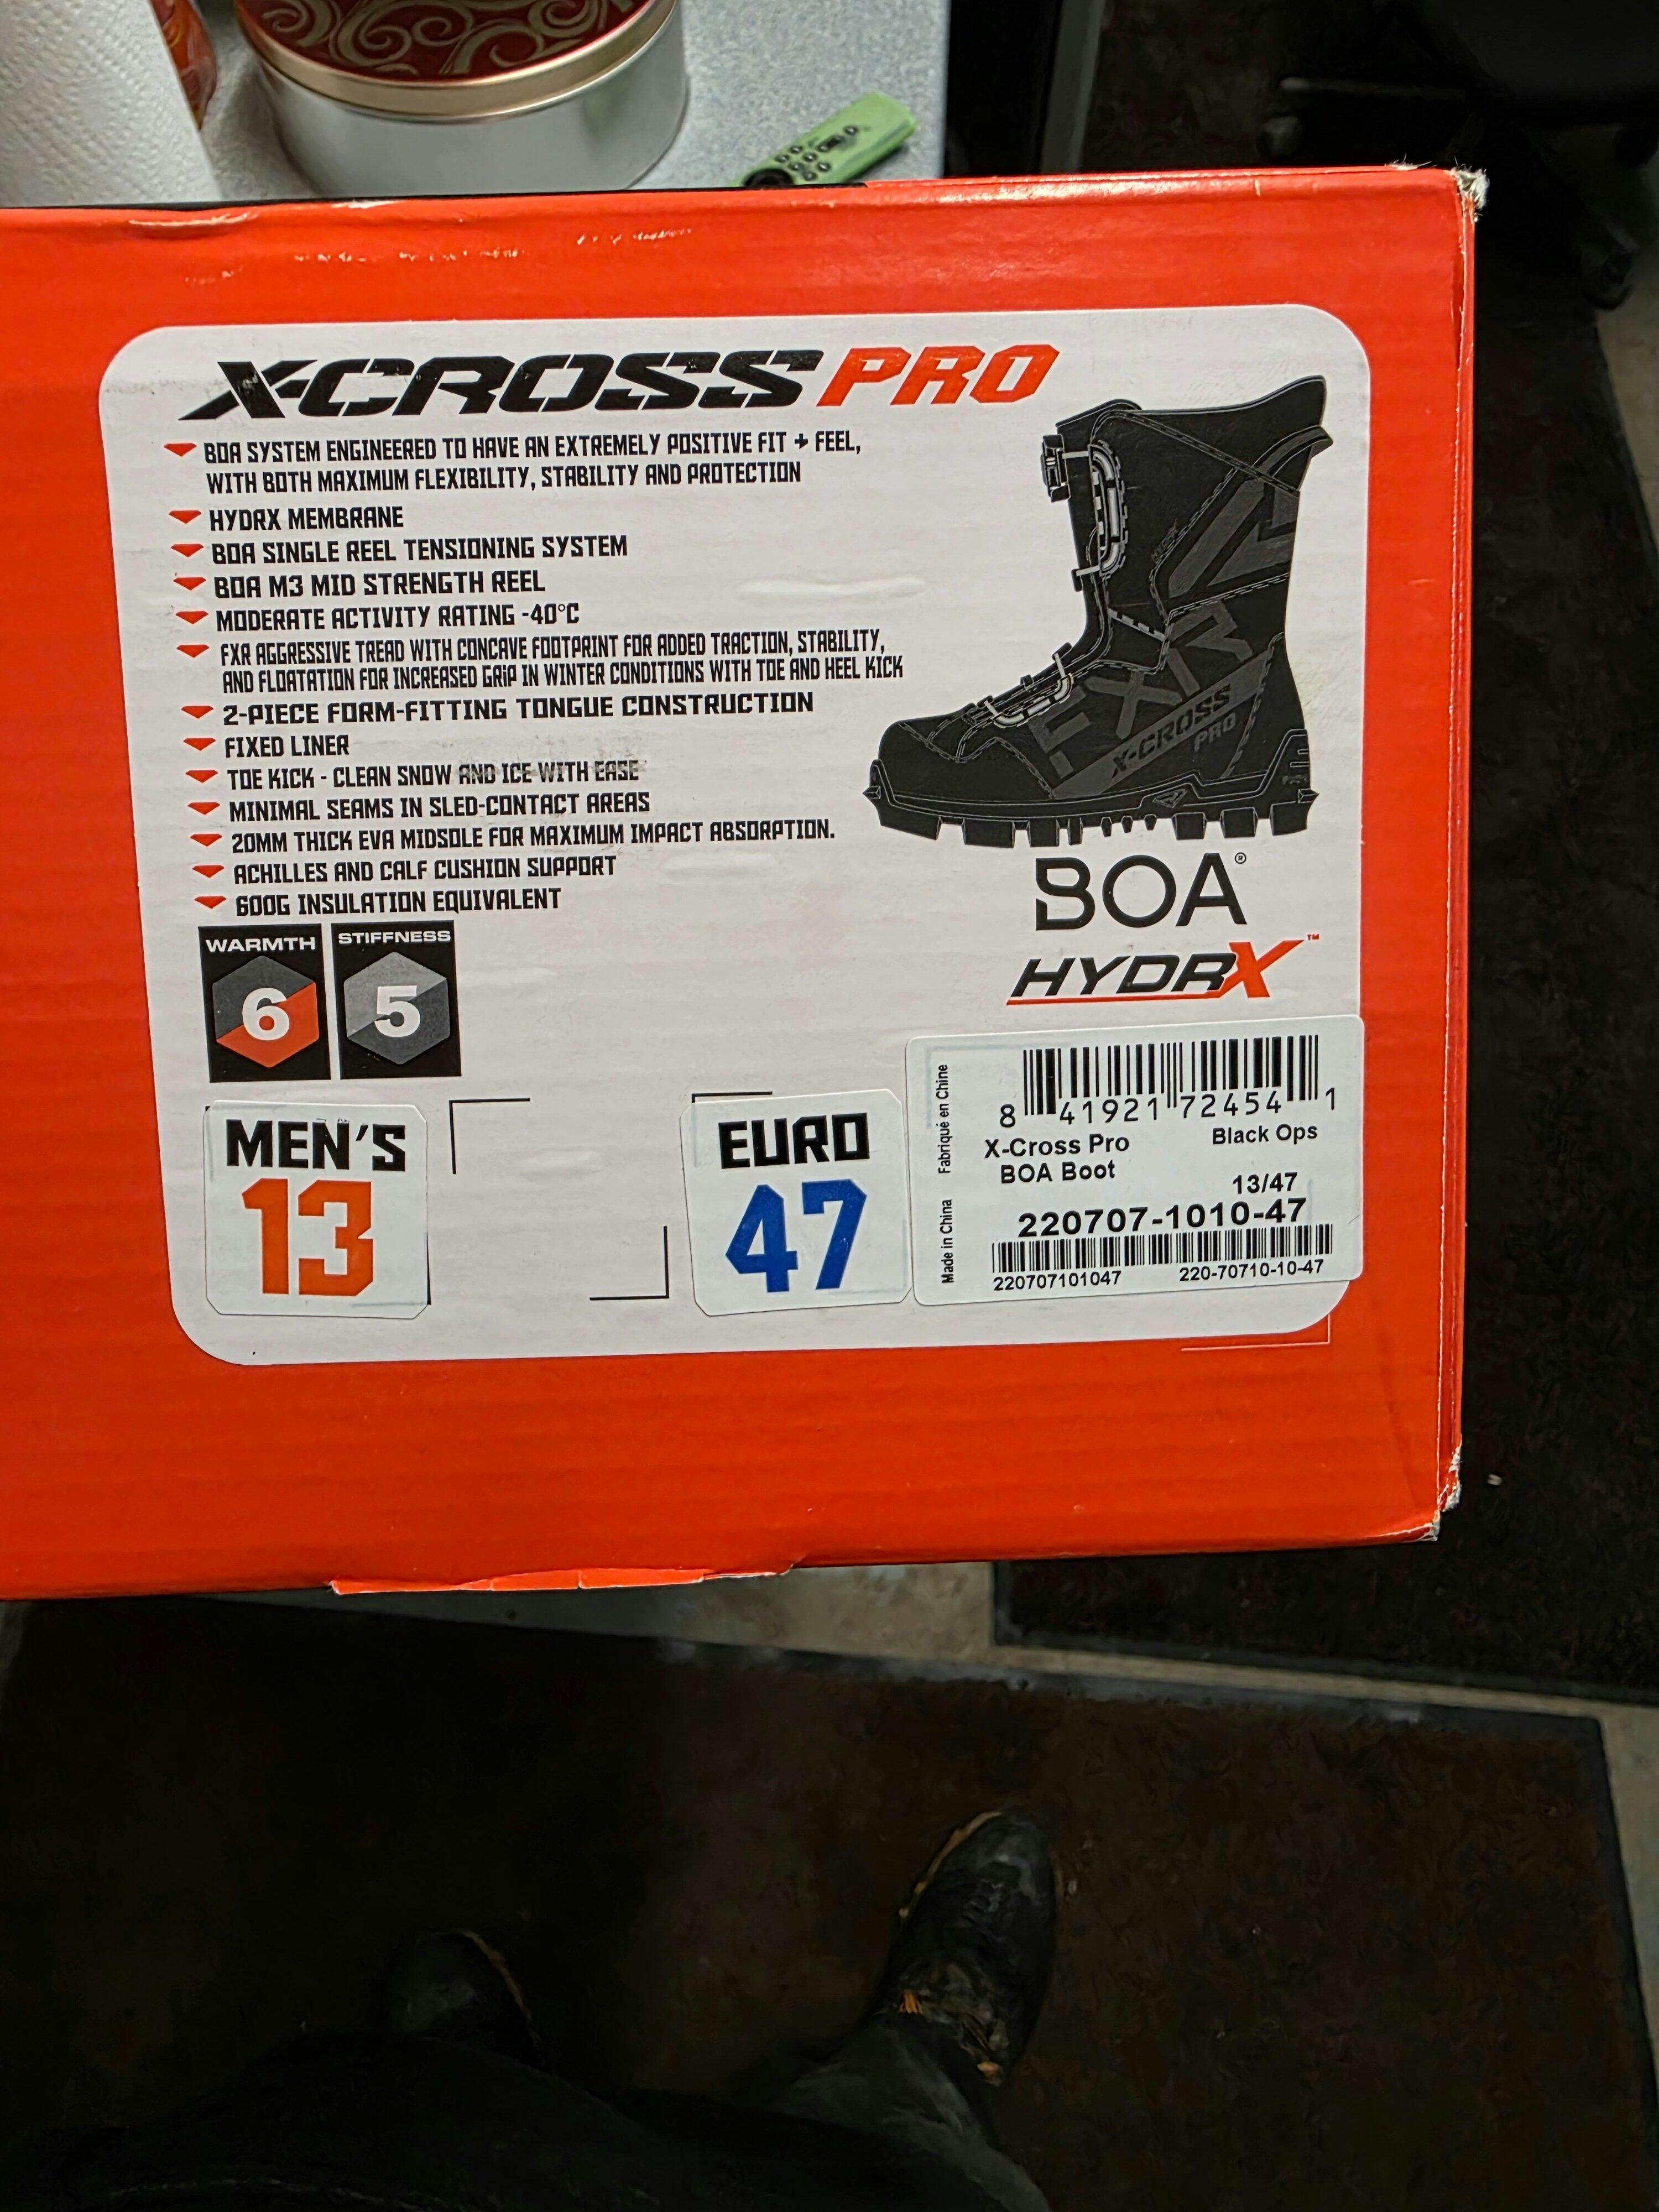 X-CROSS PRO
BOA SYSTEM ENGINEERED TO HAVE AN EXTREMELY POSITIVE FIT + FEEL,
WITH BOTH MAXIMUM FLEXIBILITY, STABILITY AND PROTECTION
HYDRX MEMBRANE
BOA SINGLE REEL TENSIONING SYSTEM
BOA M3 MID STRENGTH REEL
MODERATE ACTIVITY RATING -40°C
FXR AGGRESSIVE TREAD WITH CONCAVE FOOTPRINT FOR ADDED TRACTION, STABILITY,
AND FLOATATION FOR INCREASED GRIP IN WINTER CONDITIONS WITH TOE AND HEEL KICK
2-PIECE FORM-FITTING TONGUE CONSTRUCTION
FIXED LINER
TOE KICK - CLEAN SNOW AND ICE WITH EASE
MINIMAL SEAMS IN SLED-CONTACT AREAS
20MM THICK EVA MIDSOLE FOR MAXIMUM IMPACT ABSORPTION.
ACHILLES AND CALF CUSHION SUPPORT
600G INSULATION EQUIVALENT
FXR
X-CROSS
PRO
BOA®
HYDRX™
WARMTH
6
STIFFNESS
5
MEN'S
13
EURO
47
Made in China Fabriqué en Chine
8 41921 72454 1
X-Cross Pro Black Ops
BOA Boot
13/47
220707-1010-47
220707101047 220-70710-10-47